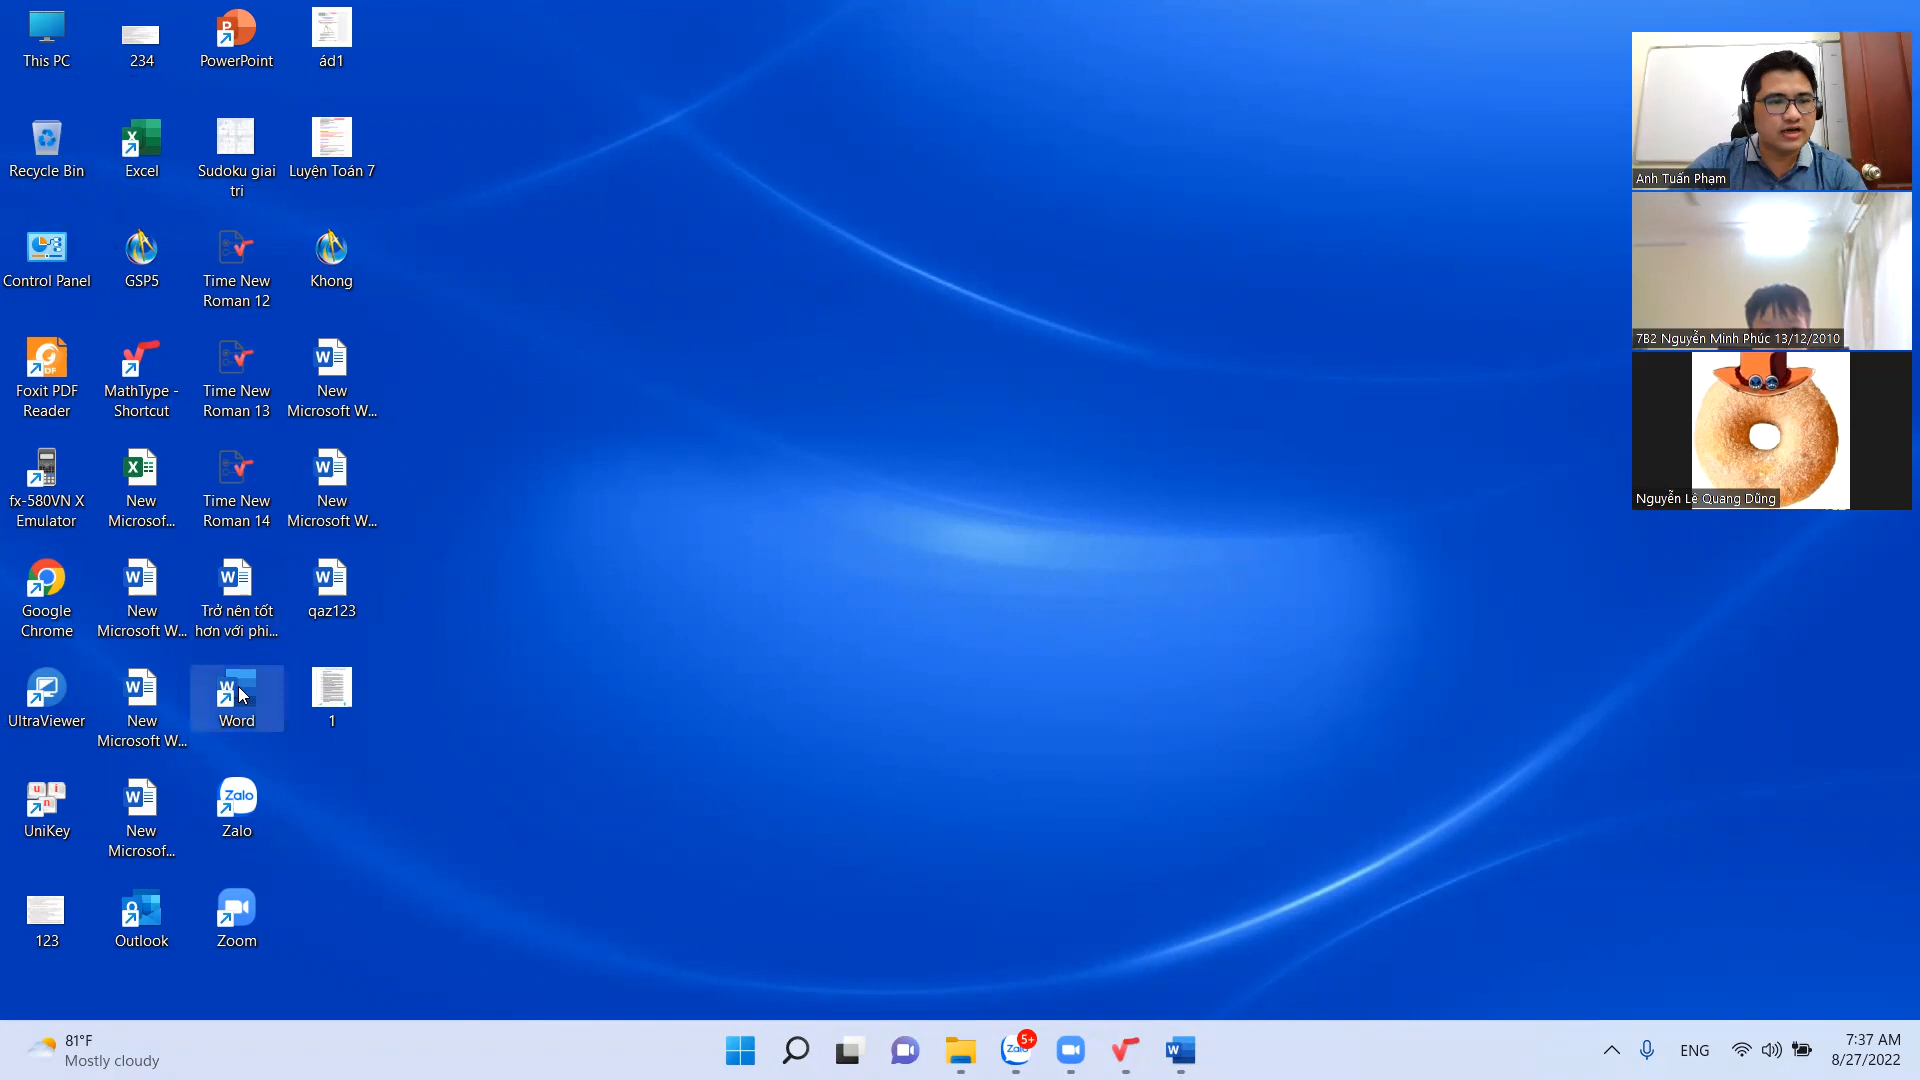 This PC
234
PowerPoint
ád1
Recycle Bin
Excel
Sudoku giai
tri
Luyện Toán 7
Control Panel
GSP5
Time New
Roman 12
Khong
Foxit PDF
Reader
MathType -
Shortcut
Time New
Roman 13
New
Microsoft W...
fx-580VN X
Emulator
New
Microsof...
Time New
Roman 14
New
Microsoft W...
Google
Chrome
New
Microsoft W...
Trở nên tốt
hơn với phi...
qaz123
UltraViewer
New
Microsoft W...
Word
1
UniKey
New
Microsof...
Zalo
Zalo
123
Outlook
Zoom
Anh Tuấn Phạm
7B2 Nguyễn Minh Phúc 13/12/2010
Nguyễn Lê Quang Dũng
81°F
Mostly cloudy
Zalo
5+
ENG
7:37 AM
8/27/2022